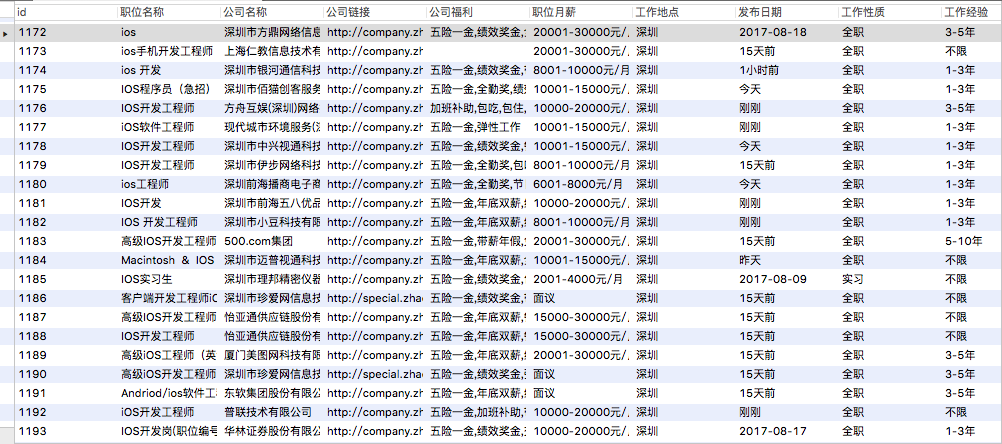 id 职位名称 公司名称 公司链接 公司福利 职位月薪 工作地点 发布日期 工作性质 工作经验
1172 ios 深圳市方鼎网络信息 http://company.zh 五险一金,绩效奖金, 20001-30000元/ 深圳 2017-08-18 全职 3-5年
1173 ios手机开发工程师 上海仁教信息技术有 http://company.zh 20001-30000元/ 深圳 15天前 全职 不限
1174 ios 开发 深圳市银河通信科技 http://company.zh 五险一金,绩效奖金, 8001-10000元/月 深圳 1小时前 全职 1-3年
1175 IOS程序员（急招） 深圳市佰猫创客服务 http://company.zh 五险一金,全勤奖,绩 10001-15000元/ 深圳 今天 全职 1-3年
1176 IOS开发工程师 方舟互娱(深圳)网络 http://company.zh 加班补助,包吃,包住, 10000-20000元/ 深圳 刚刚 全职 3-5年
1177 iOS软件工程师 现代城市环境服务( http://company.zh 五险一金,弹性工作 10001-15000元/ 深圳 刚刚 全职 1-3年
1178 IOS开发工程师 深圳市中兴视通科技 http://company.zh 五险一金,绩效奖金, 10001-15000元/ 深圳 今天 全职 1-3年
1179 IOS开发工程师 深圳市伊步网络科技 http://company.zh 五险一金,全勤奖,包 8001-10000元/月 深圳 15天前 全职 1-3年
1180 ios工程师 深圳前海播商电子商 http://company.zh 五险一金,全勤奖,节 6001-8000元/月 深圳 今天 全职 1-3年
1181 IOS开发 深圳市前海五八优品 http://company.zh 五险一金,年底双薪, 10000-20000元/ 深圳 刚刚 全职 1-3年
1182 IOS 开发工程师 深圳市小豆科技有限 http://company.zh 五险一金,年底双薪, 8001-10000元/月 深圳 刚刚 全职 1-3年
1183 高级IOS开发工程师 500.com集团 http://company.zh 五险一金,带薪年假, 20001-30000元/ 深圳 15天前 全职 5-10年
1184 Macintosh & IOS 深圳市迈普视通科技 http://company.zh 五险一金,年底双薪, 10001-15000元/ 深圳 昨天 全职 不限
1185 IOS实习生 深圳市理邦精密仪器 http://company.zh 五险一金,绩效奖金, 2001-4000元/月 深圳 2017-08-09 实习 不限
1186 客户端开发工程师iO 深圳市珍爱网信息技 http://special.zha 五险一金,绩效奖金, 面议 深圳 15天前 全职 不限
1187 高级IOS开发工程师 怡亚通供应链股份有 http://company.zh 五险一金,绩效奖金, 15000-30000元/ 深圳 15天前 全职 不限
1188 IOS开发工程师 怡亚通供应链股份有 http://company.zh 五险一金,年底双薪, 15000-30000元/ 深圳 15天前 全职 不限
1189 高级iOS工程师（英 厦门美图网科技有限 http://company.zh 五险一金,年底双薪, 20001-30000元/ 深圳 15天前 全职 3-5年
1190 高级iOS开发工程师 深圳市珍爱网信息技 http://special.zha 五险一金,绩效奖金, 面议 深圳 15天前 全职 3-5年
1191 Andriod/ios软件工 东软集团股份有限公 http://company.zh 五险一金,年底双薪, 面议 深圳 15天前 全职 3-5年
1192 iOS开发工程师 普联技术有限公司 http://company.zh 五险一金,加班补助, 10000-20000元/ 深圳 刚刚 全职 不限
1193 IOS开发岗(职位编号 华林证券股份有限公 http://company.zh 五险一金,绩效奖金, 10000-20000元/ 深圳 2017-08-17 全职 1-3年